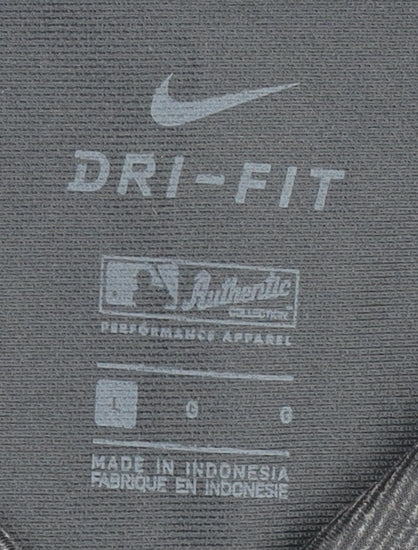 DRI-FIT
Authentic
COLLECTION
PERFORMANCE APPAREL
L G G
MADE IN INDONESIA
FABRIQUE EN INDONESIE